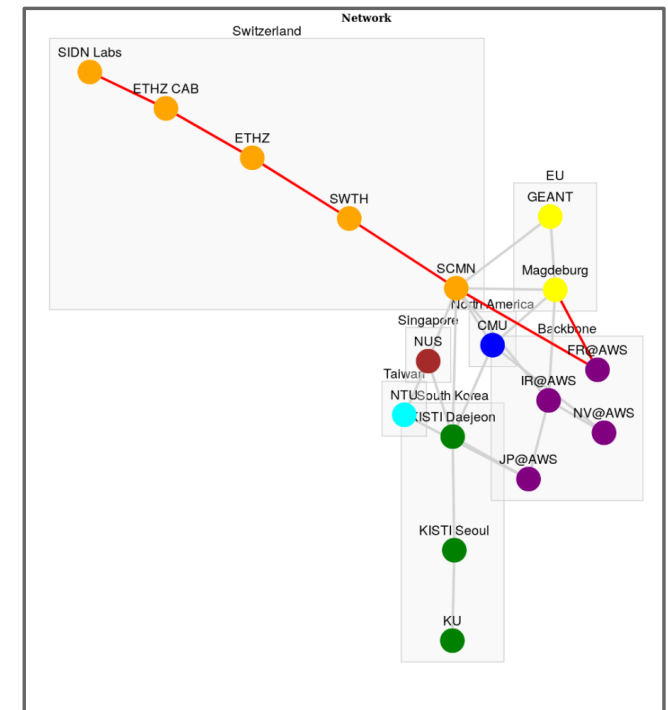 Network
Switzerland
SIDN Labs
ETHZ CAB
ETHZ
SWTH
EU
GEANT
SCMN
Magdeburg
North America
Singapore
CMU
Backbone
NUS
FR@AWS
Taiwan
IR@AWS
NTU
South Korea
KISTI Daejeon
NV@AWS
JP@AWS
KISTI Seoul
KU